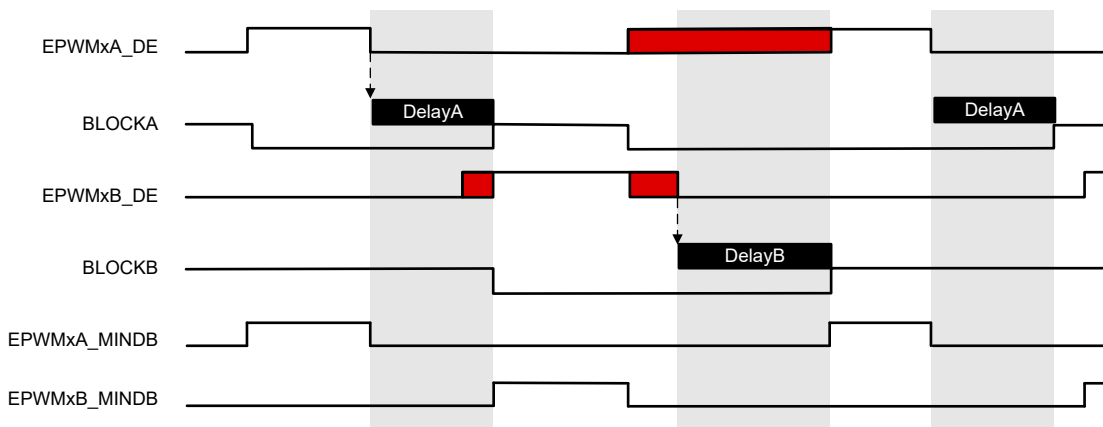 EPWMxA_DE
DelayA
DelayA
BLOCKA
EPWMxB_DE
DelayB
BLOCKB
EPWMxA_MINDB
EPWMxB_MINDB